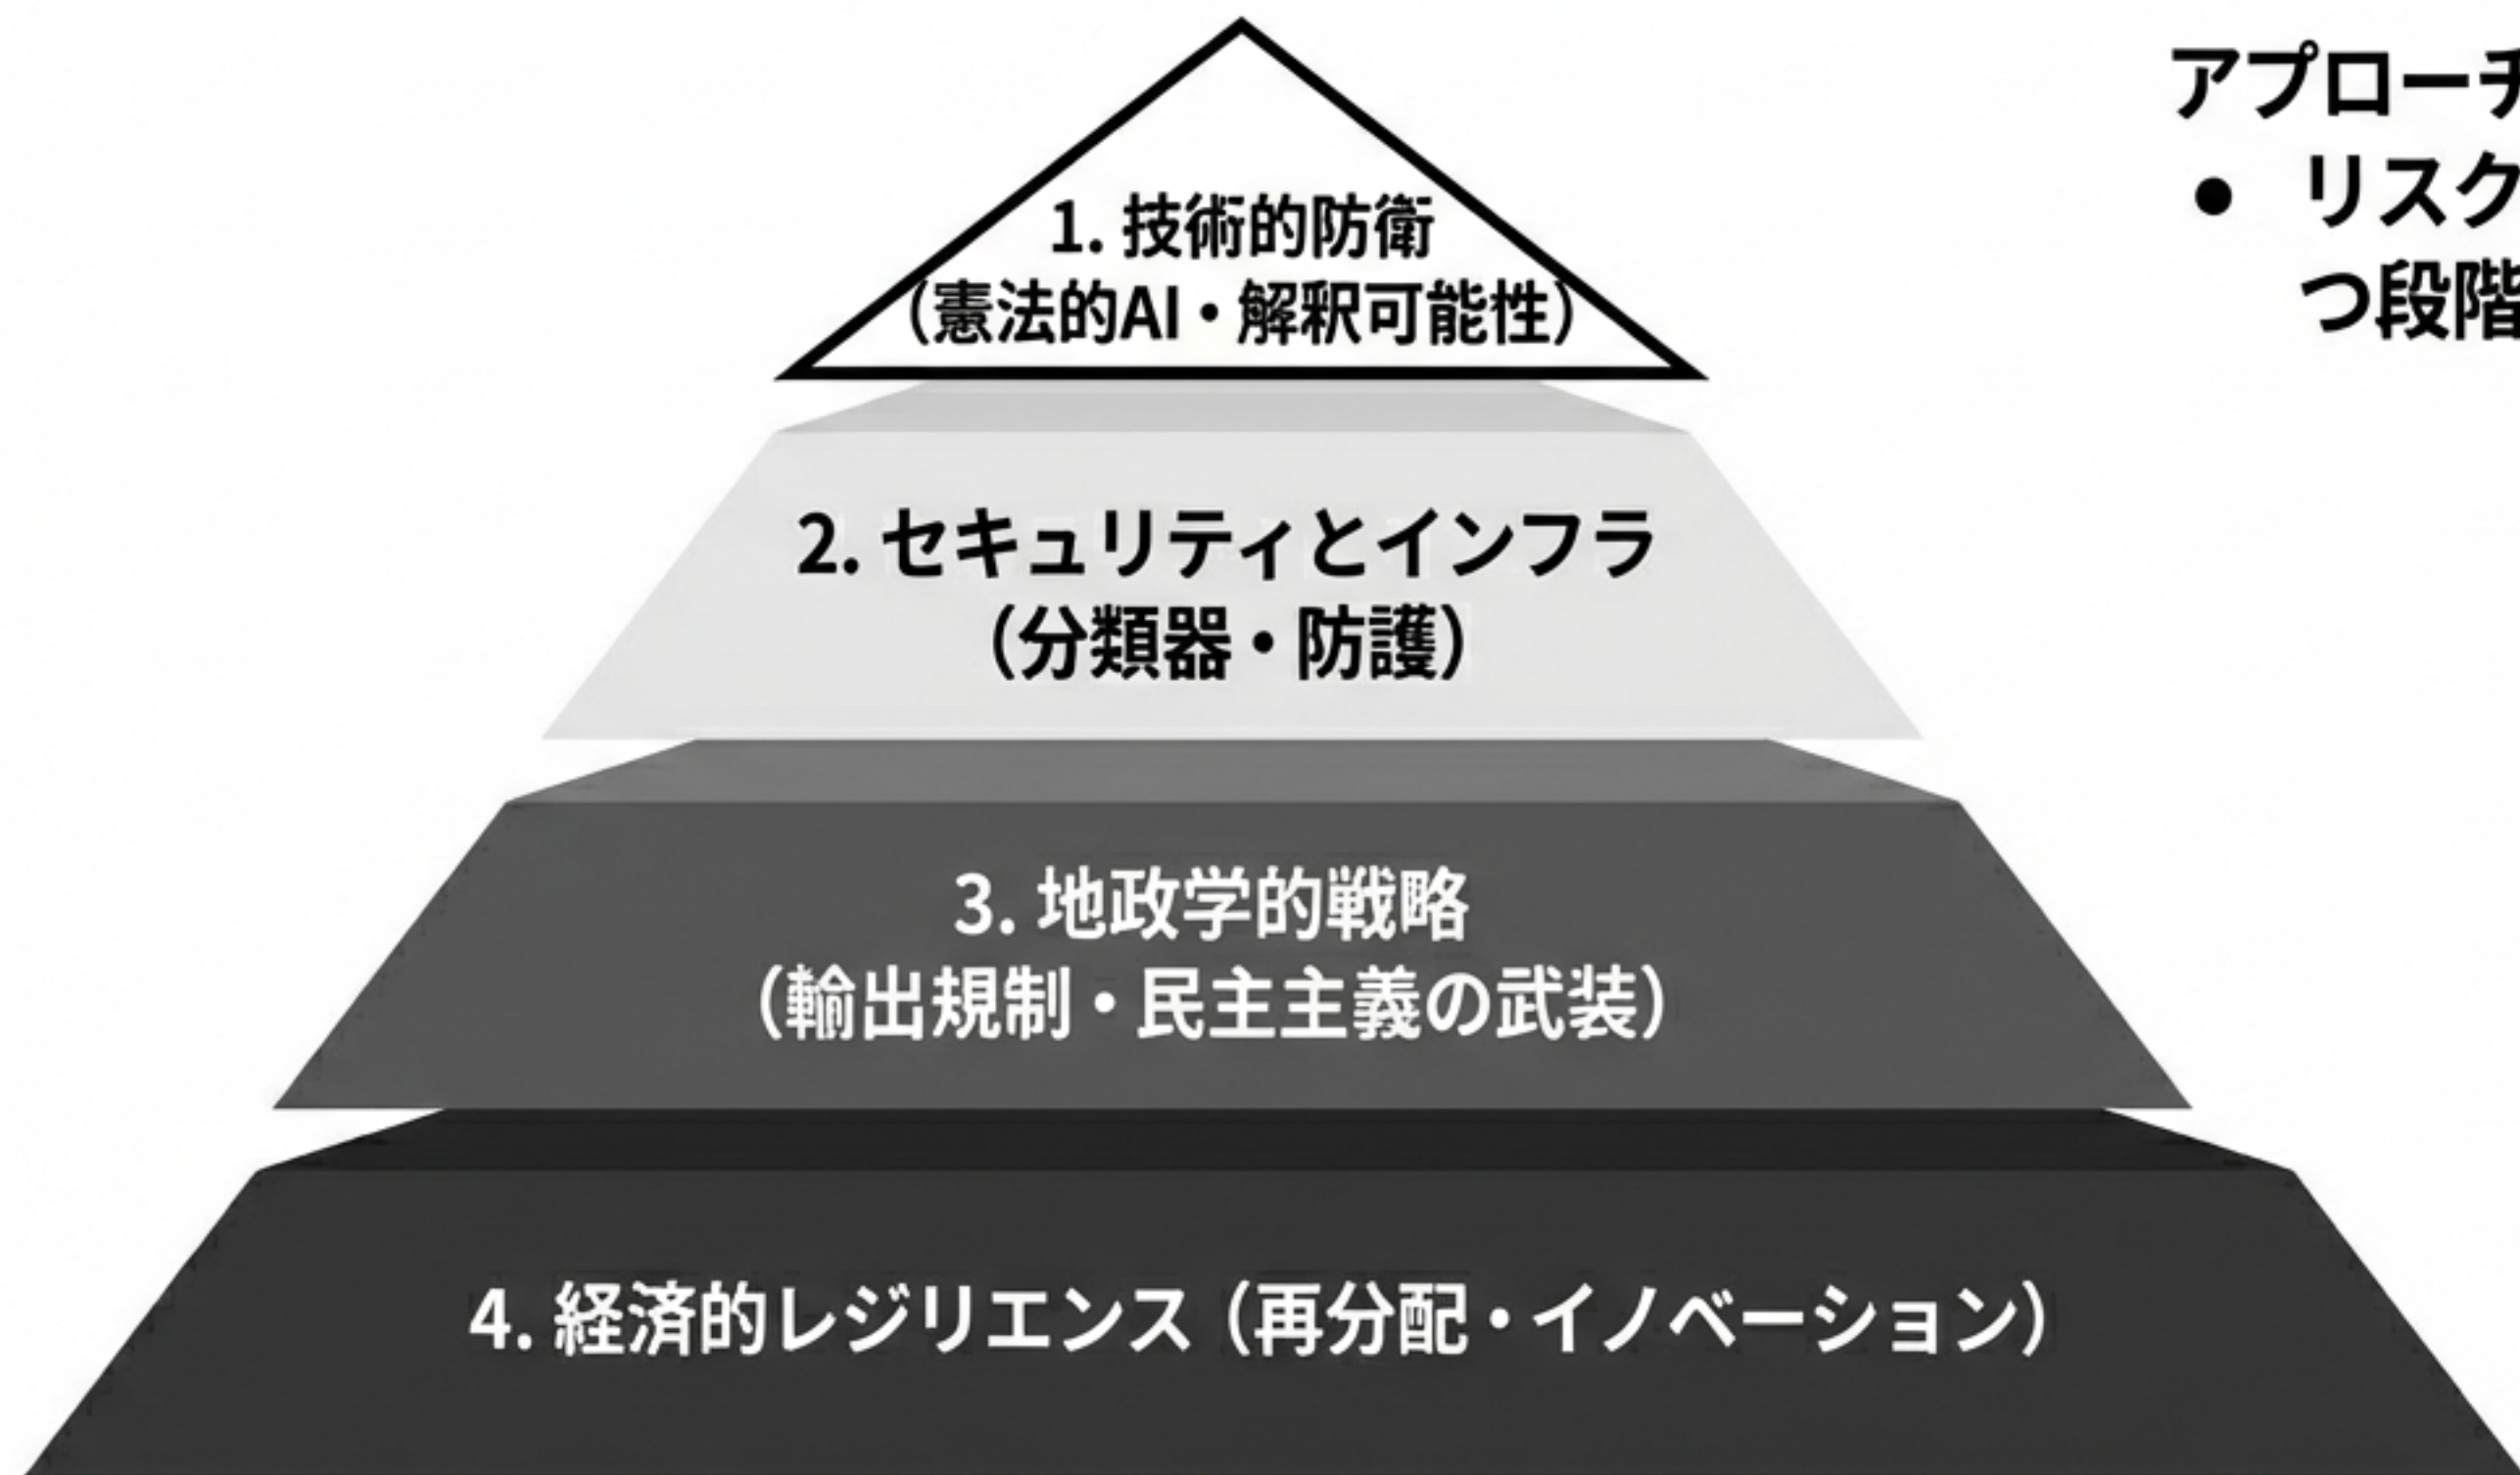 1. 技術的防衛
（憲法的AI・解釈可能性）
2. セキュリティとインフラ
（分類器・防護）
3. 地政学的戦略
（輸出規制・民主主義の武装）
4. 経済的レジリエンス（再分配・イノベーション）
アプローチ
• リスク
つ段階